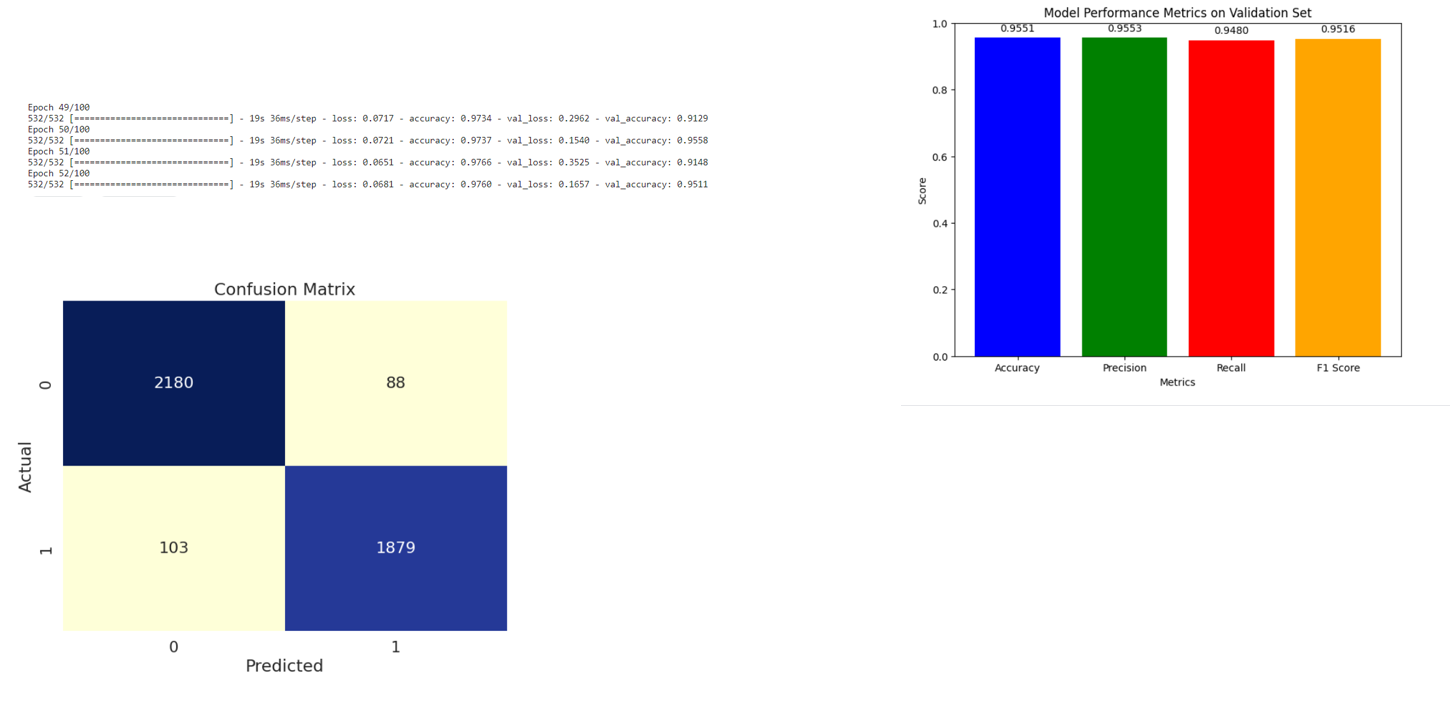 Epoch 49/100
532/532 [==============================] - 19s 36ms/step - loss: 0.0717 - accuracy: 0.9734 - val_loss: 0.2962 - val_accuracy: 0.9129
Epoch 50/100
532/532 [==============================] - 19s 36ms/step - loss: 0.0721 - accuracy: 0.9737 - val_loss: 0.1540 - val_accuracy: 0.9558
Epoch 51/100
532/532 [==============================] - 19s 36ms/step - loss: 0.0651 - accuracy: 0.9766 - val_loss: 0.3525 - val_accuracy: 0.9148
Epoch 52/100
532/532 [==============================] - 19s 36ms/step - loss: 0.0681 - accuracy: 0.9760 - val_loss: 0.1657 - val_accuracy: 0.9511
Confusion Matrix
Actual
0
2180 88
1
103 1879
0 1
Predicted
Model Performance Metrics on Validation Set
0.9551 0.9553 0.9480 0.9516
Score
1.0
0.8
0.6
0.4
0.2
0.0
Accuracy Precision Recall F1 Score
Metrics